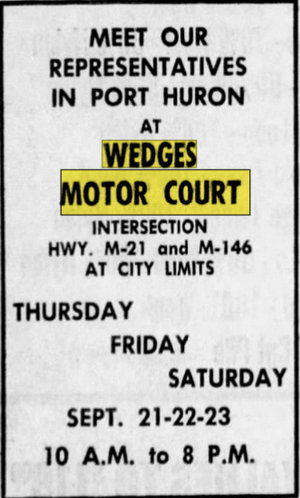 MEET OUR
REPRESENTATIVES
IN PORT HURON
AT
WEDGES
MOTOR COURT
INTERSECTION
HWY. M-21 and M-146
AT CITY LIMITS
THURSDAY
FRIDAY
SATURDAY
SEPT. 21-22-23
10 A.M. to 8 P.M.